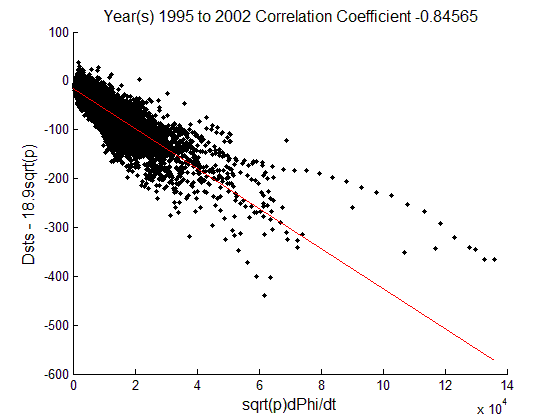 Year(s) 1995 to 2002 Correlation Coefficient -0.84565
100
0
-100
-200
-300
-400
-500
-600
Dsts - 18.9sqrt(p)
0 2 4 6 8 10 12 14
sqrt(p)dPhi/dt
x 10^4